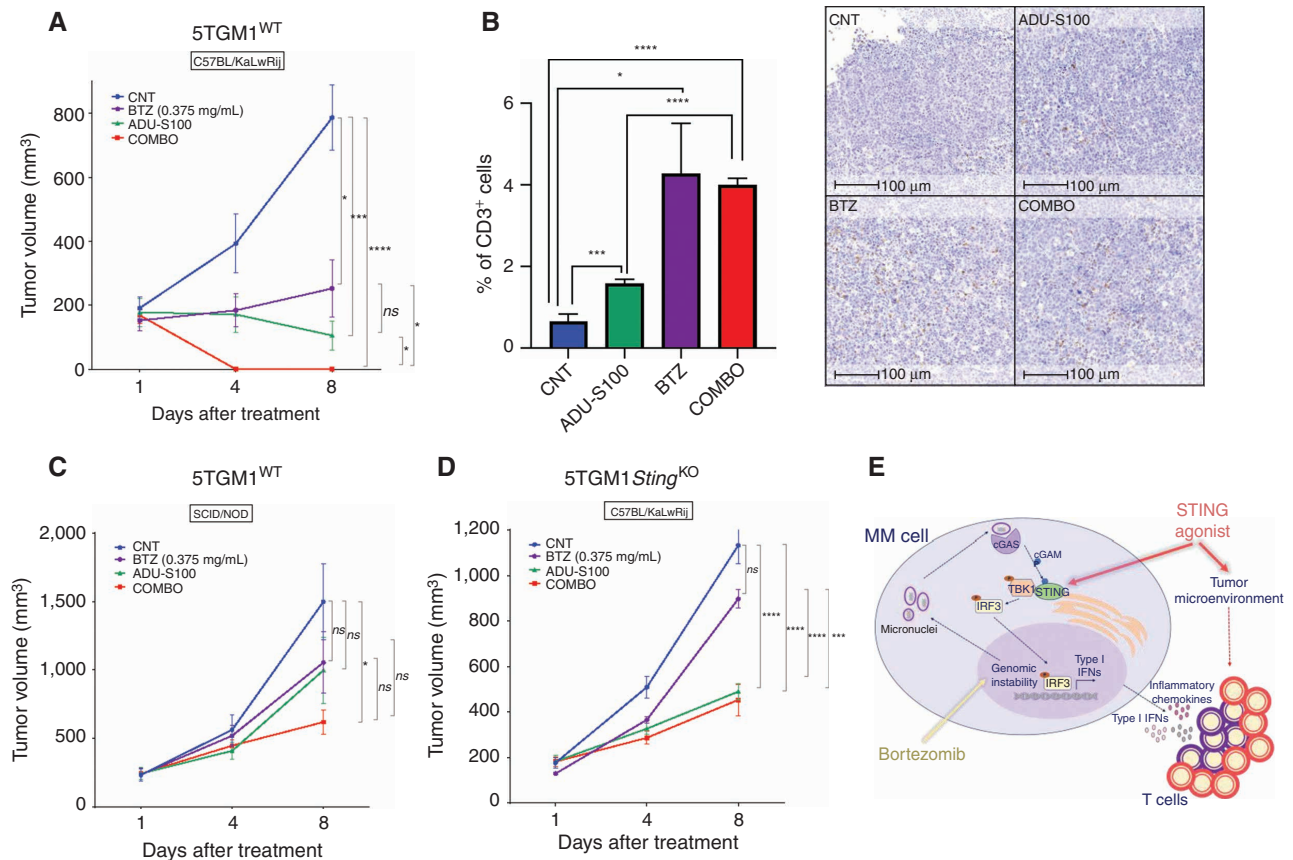 A
5TGM1WT
C57BL/KaLwRij
CNT
BTZ (0.375 mg/mL)
ADU-S100
COMBO
Tumor volume (mm3)
800
600
400
200
0
1 4 8
Days after treatment
*
***
****
ns
*
*
B
****
*
****
***
% of CD3+ cells
6
4
2
0
CNT
ADU-S100
BTZ
COMBO
CNT
100 µm
ADU-S100
100 µm
BTZ
100 µm
COMBO
100 µm
C
5TGM1WT
SCID/NOD
CNT
BTZ (0.375 mg/mL)
ADU-S100
COMBO
Tumor volume (mm3)
2,000
1,500
1,000
500
0
1 4 8
Days after treatment
ns
ns
*
ns
ns
D
5TGM1StingKO
C57BL/KaLwRij
CNT
BTZ (0.375 mg/mL)
ADU-S100
COMBO
Tumor volume (mm3)
1,200
1,000
800
600
400
200
0
1 4 8
Days after treatment
ns
****
****
****
***
E
MM cell
cGAS
cGAM
P
TBK1
STING
P
IRF3
Micronuclei
Genomic
instability
P
IRF3
Type I
IFNs
Bortezomib
STING
agonist
Tumor
microenvironment
Inflammatory
chokines
Type I IFNs
T cells